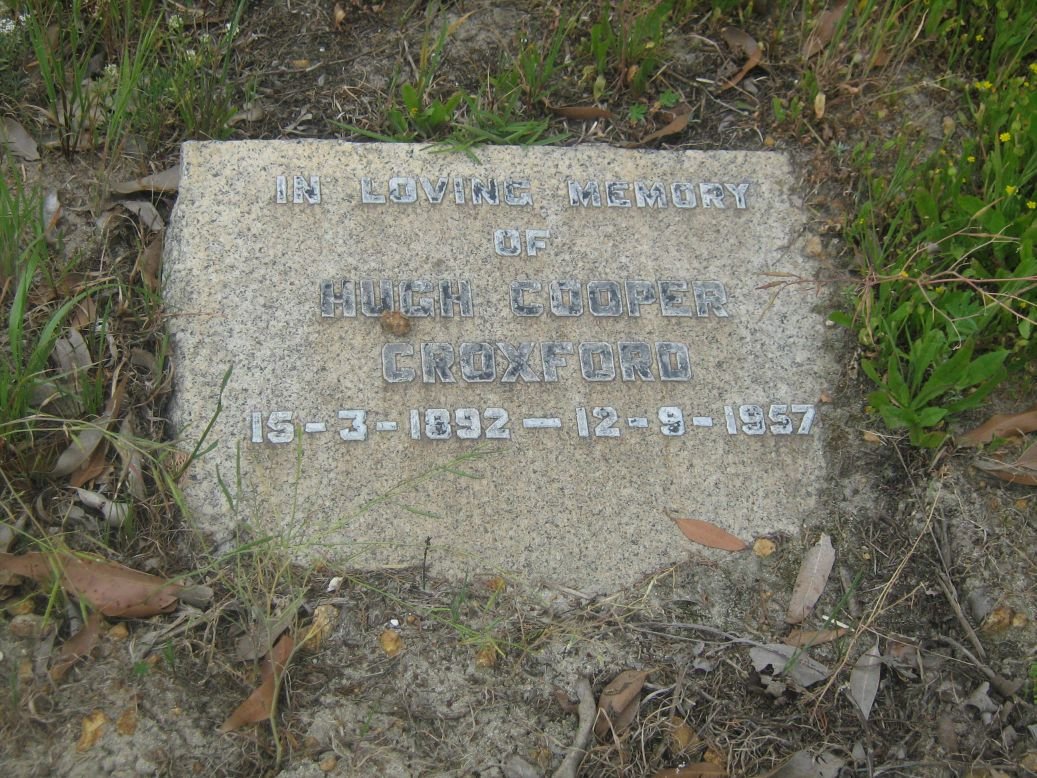 IN LOVING MEMORY
OF
HUGH COOPER
CROXFORD
15-3-1892 — 12-9-1957